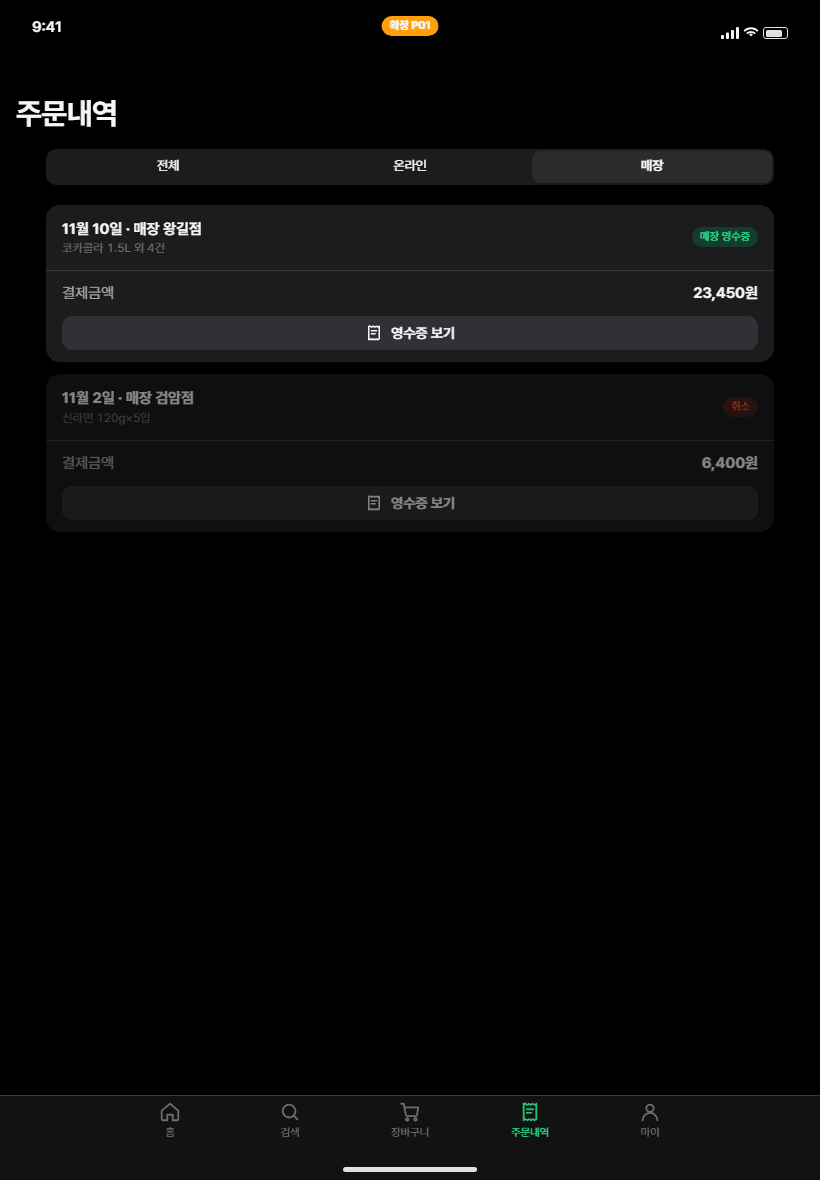 9:41
확장 P01
주문내역
전체
온라인
매장
11월 10일 · 매장 왕길점
코카콜라 1.5L 외 4건
매장 영수증
결제금액
23,450원
영수증 보기
11월 2일 · 매장 검암점
신라면 120g×5입
취소
결제금액
6,400원
영수증 보기
홈
검색
장바구니
주문내역
마이